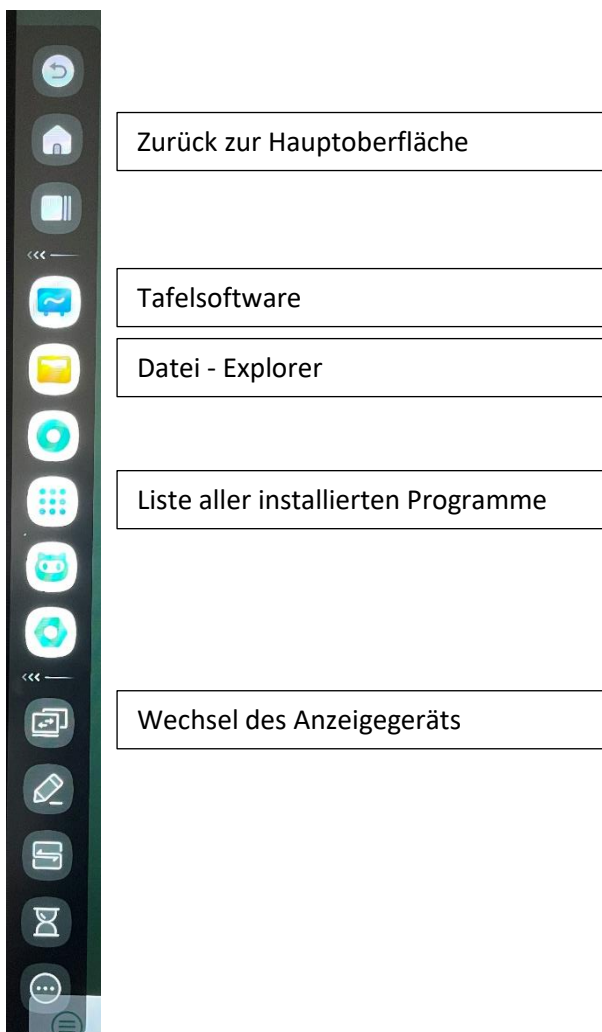 Zurück zur Hauptoberfläche
Tafelsoftware
Datei - Explorer
Liste aller installierten Programme
Wechsel des Anzeigegeräts